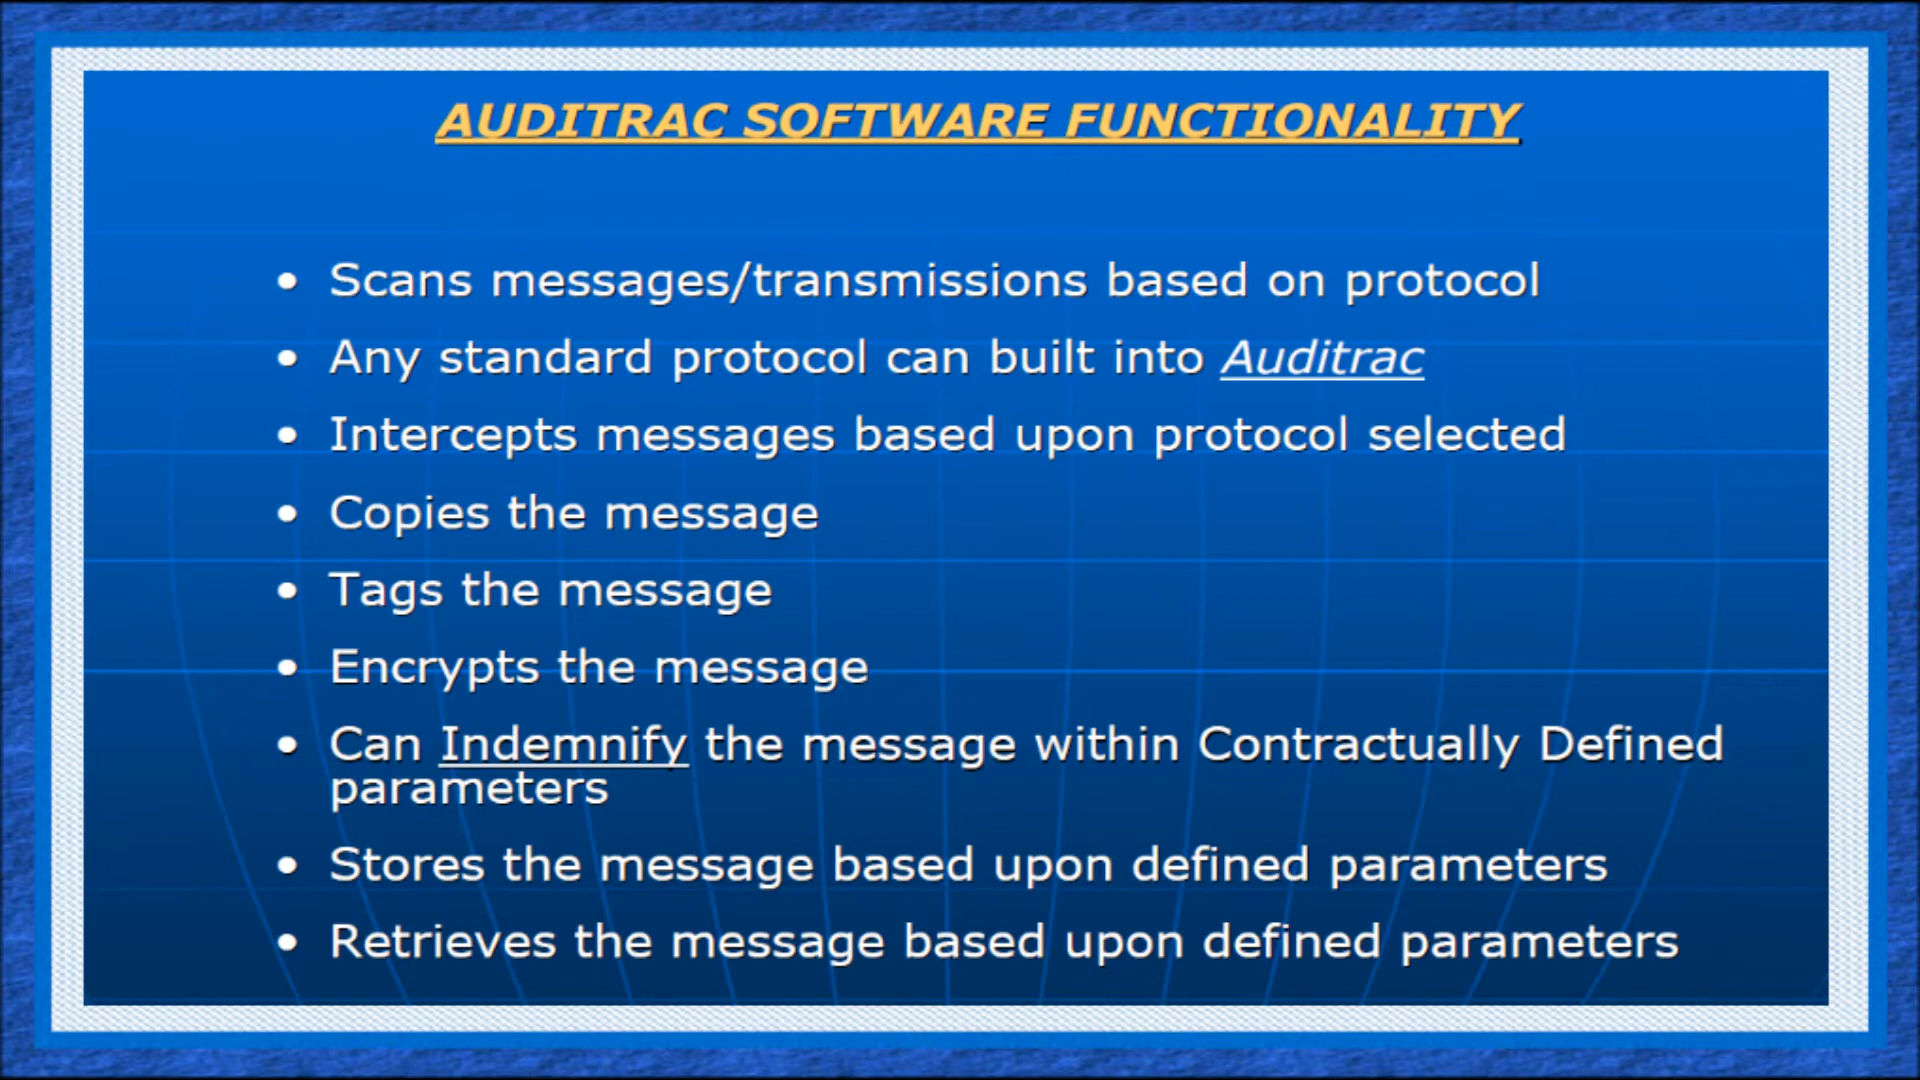 AUDITRAC SOFTWARE FUNCTIONALITY
• Scans messages/transmissions based on protocol
• Any standard protocol can built into Auditrac
• Intercepts messages based upon protocol selected
• Copies the message
• Tags the message
• Encrypts the message
• Can Indemnify the message within Contractually Defined
parameters
• Stores the message based upon defined parameters
• Retrieves the message based upon defined parameters